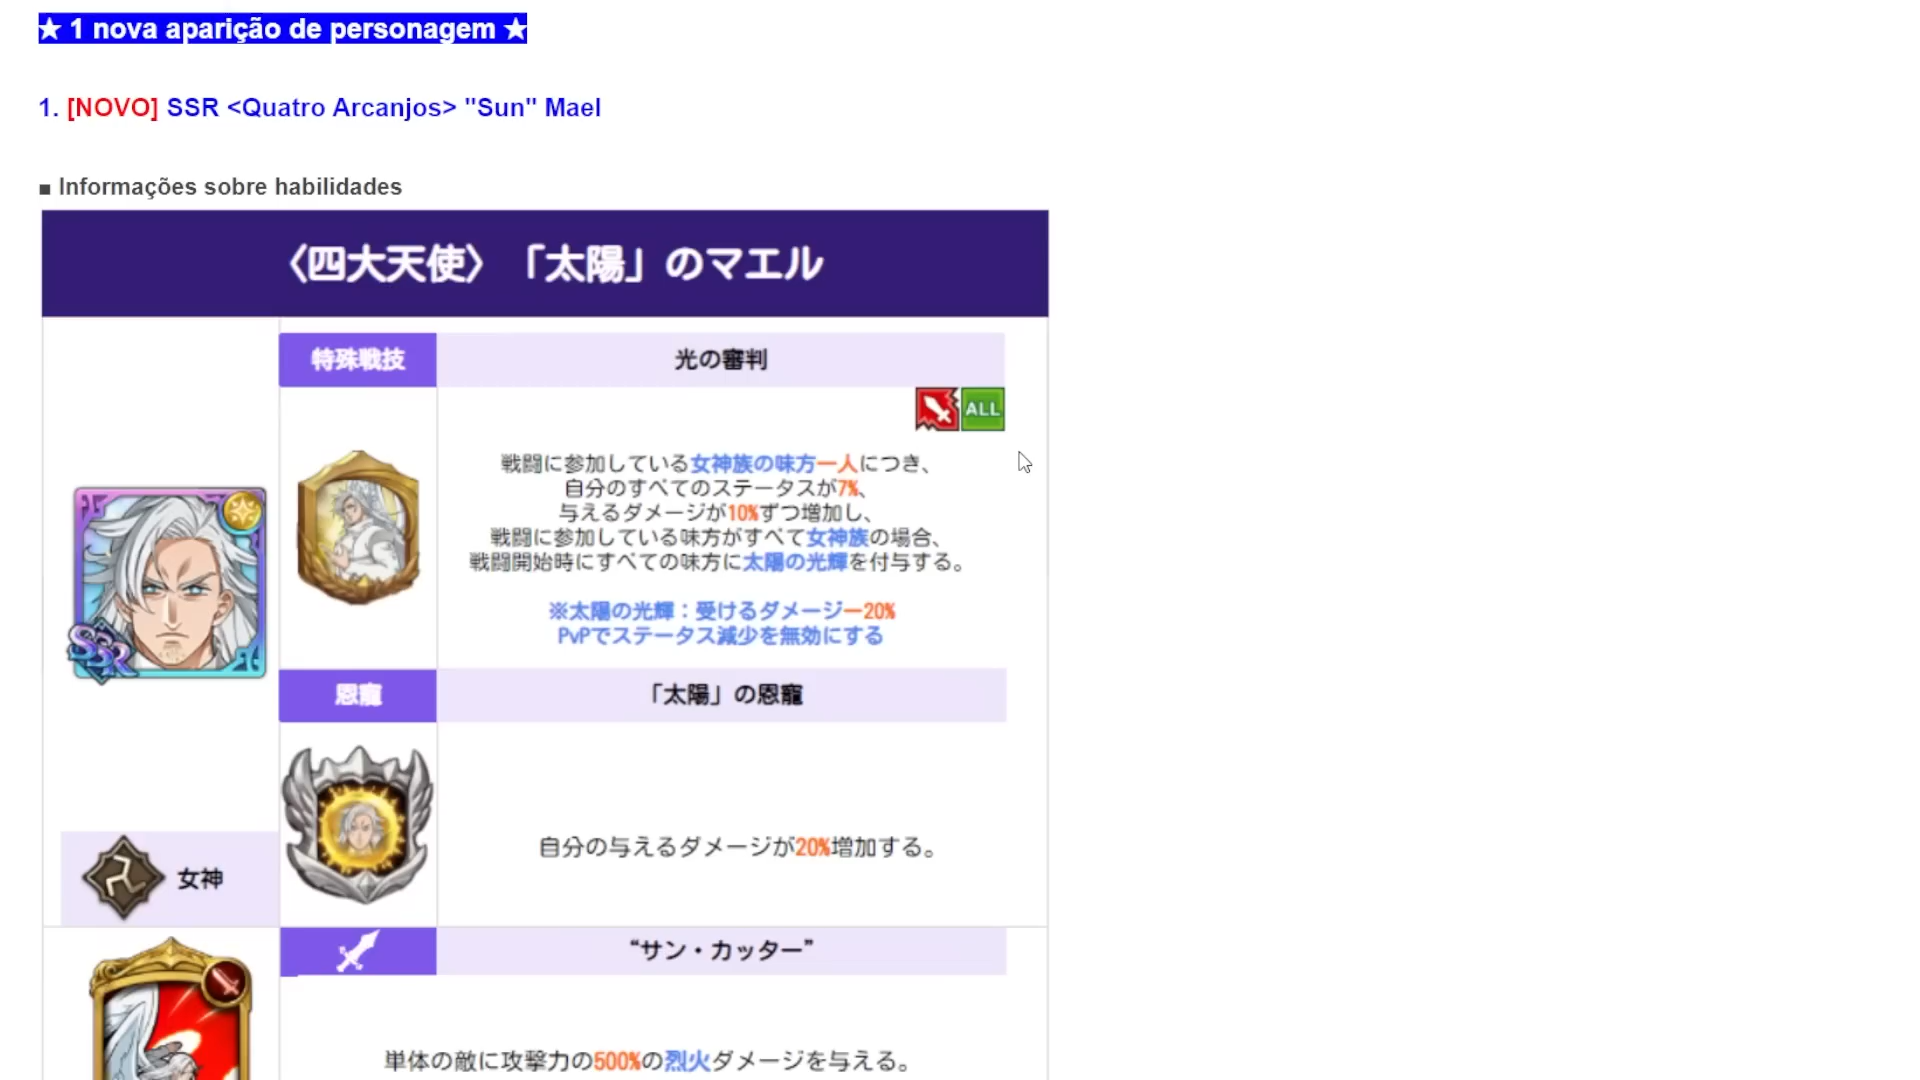 ★ 1 nova aparição de personagem ★
1. [NOVO] SSR <Quatro Arcanjos> "Sun" Mael
■ Informações sobre habilidades
〈四大天使〉「太陽」のマエル
特殊戦技
光の審判
ALL
戦闘に参加している女神族の味方一人につき、
自分のすべてのステータスが7%、
与えるダメージが10%ずつ増加し、
戦闘に参加している味方がすべて女神族の場合、
戦闘開始時にすべての味方に太陽の光輝を付与する。
※太陽の光輝：受けるダメージー20%
PvPでステータス減少を無効にする
SSR
恩寵
「太陽」の恩寵
自分の与えるダメージが20%増加する。
女神
“サン・カッター”
単体の敵に攻撃力の500%の烈火ダメージを与える。